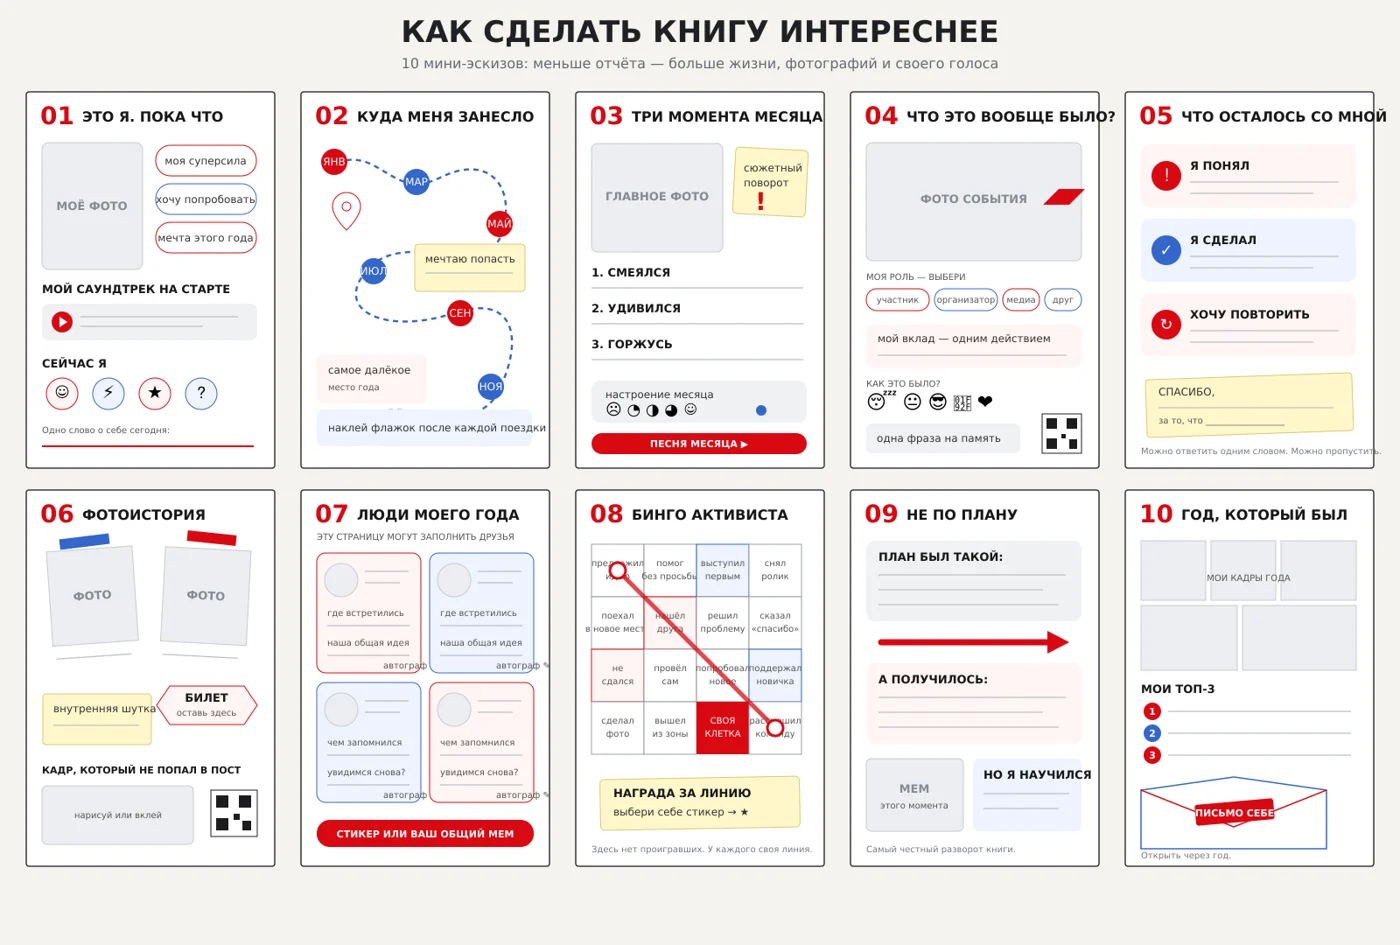 КАК СДЕЛАТЬ КНИГУ ИНТЕРЕСНЕЕ
10 мини-эскизов: меньше отчёта — больше жизни, фотографий и своего голоса
01 ЭТО Я. ПОКА ЧТО
МОЁ ФОТО
моя суперсила
хочу попробовать
мечта этого года
МОЙ САУНДТРЕК НА СТАРТЕ
СЕЙЧАС Я
☺ ⚡ ★ ?
Одно слово о себе сегодня:
02 КУДА МЕНЯ ЗАНЕСЛО
ЯНВ
МАР
МАЙ
ИЮЛ
мечтаю попасть
СЕН
НОЯ
самое далёкое
место года
наклей флажок после каждой поездки
03 ТРИ МОМЕНТА МЕСЯЦА
ГЛАВНОЕ ФОТО
сюжетный
поворот
!
1. СМЕЯЛСЯ
2. УДИВИЛСЯ
3. ГОРЖУСЬ
настроение месяца
☹ ◔ ◑ ◕ ☺
ПЕСНЯ МЕСЯЦА ▶
04 ЧТО ЭТО ВООБЩЕ БЫЛО?
ФОТО СОБЫТИЯ
МОЯ РОЛЬ — ВЫБЕРИ
участник
организатор
медиа
друг
мой вклад — одним действием
КАК ЭТО БЫЛО?
😴 😐 😎 01F92F ❤
одна фраза на память
05 ЧТО ОСТАЛОСЬ СО МНОЙ
! Я ПОНЯЛ
✓ Я СДЕЛАЛ
↻ ХОЧУ ПОВТОРИТЬ
СПАСИБО,
за то, что ________________
Можно ответить одним словом. Можно пропустить.
06 ФОТОИСТОРИЯ
ФОТО
ФОТО
внутренняя шутка
БИЛЕТ
оставь здесь
КАДР, КОТОРЫЙ НЕ ПОПАЛ В ПОСТ
нарисуй или вклей
07 ЛЮДИ МОЕГО ГОДА
ЭТУ СТРАНИЦУ МОГУТ ЗАПОЛНИТЬ ДРУЗЬЯ
где встретились
наша общая идея
автограф
где встретились
наша общая идея
автограф ✎
чем запомнился
увидимся снова?
автограф
чем запомнился
увидимся снова?
автограф ✎
СТИКЕР ИЛИ ВАШ ОБЩИЙ МЕМ
08 БИНГО АКТИВИСТА
помог
без просьбы
выступил
первым
снял
ролик
поехал
в новое мест
нашёл
друга
решил
проблему
сказал
«спасибо»
не
сдался
провёл
сам
попробовал
новое
поддержал
новичка
сделал
фото
вышел
из зоны
СВОЯ
КЛЕТКА
НАГРАДА ЗА ЛИНИЮ
выбери себе стикер → ★
Здесь нет проигравших. У каждого своя линия.
09 НЕ ПО ПЛАНУ
ПЛАН БЫЛ ТАКОЙ:
А ПОЛУЧИЛОСЬ:
МЕМ
этого момента
НО Я НАУЧИЛСЯ
Самый честный разворот книги.
10 ГОД, КОТОРЫЙ БЫЛ
МОИ КАДРЫ ГОДА
МОИ ТОП-3
1
2
3
ПИСЬМО СЕБЕ
Открыть через год.